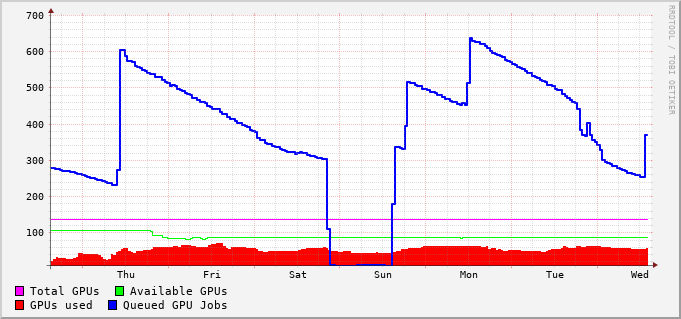 700
600
500
400
300
200
100
Thu Fri Sat Sun Mon Tue Wed
Total GPUs Available GPUs
GPUs used Queued GPU Jobs
RRDTOOL / TOBI OETIKER